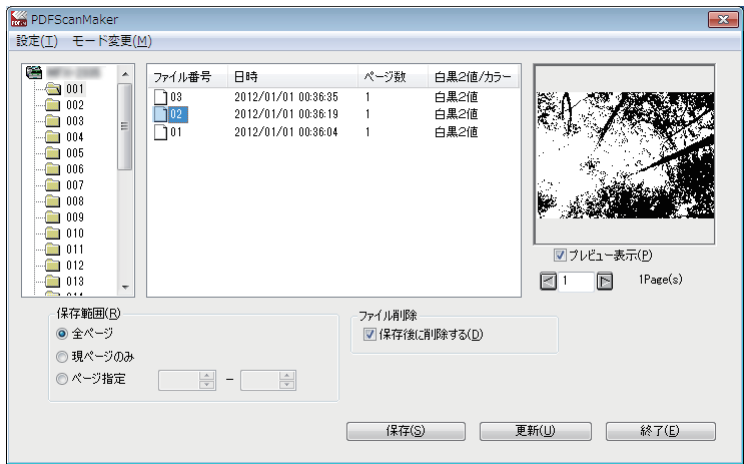 PDFScanMaker
設定(T) モード変更(M)
001
002
003
004
005
006
007
008
009
010
011
012
013
014
ファイル番号 日時 ページ数 白黒2値/カラー
03 2012/01/01 00:36:35 1 白黒2値
02 2012/01/01 00:36:19 1 白黒2値
01 2012/01/01 00:36:04 1 白黒2値
プレビュー表示(P)
1 1Page(s)
保存範囲(R)
全ページ
現ページのみ
ページ指定 -
ファイル削除
保存後に削除する(D)
保存(S) 更新(U) 終了(E)